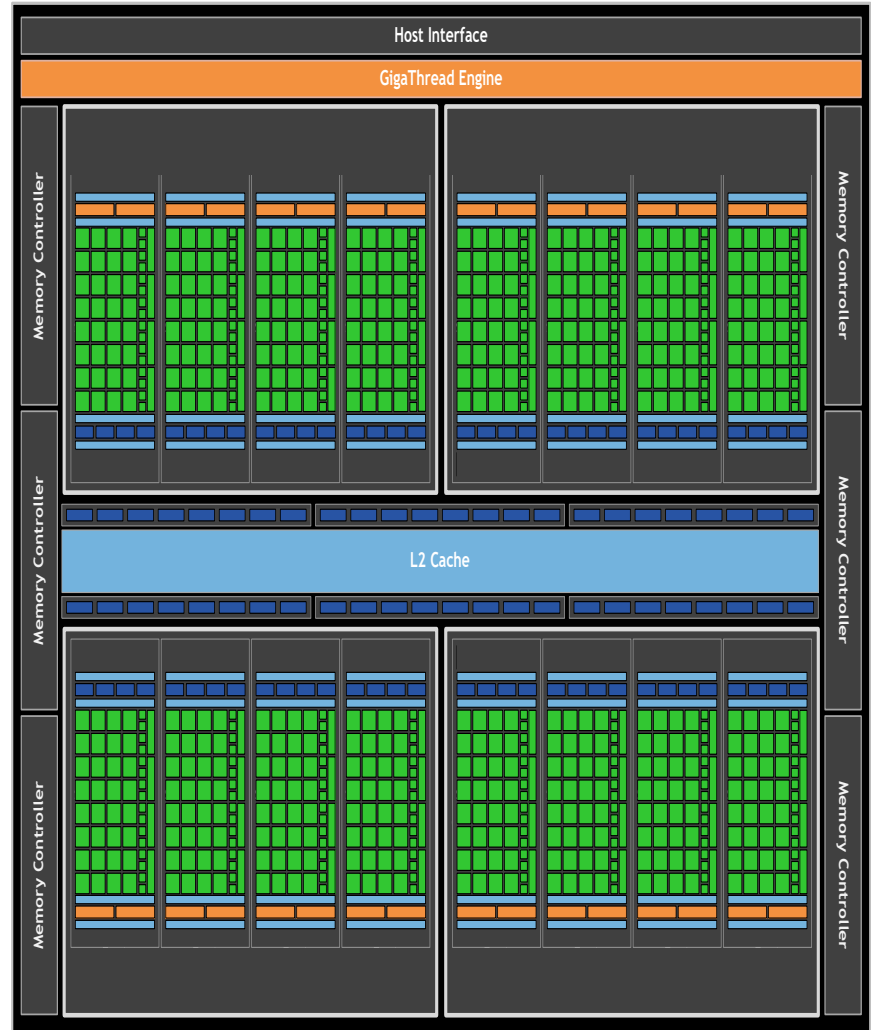 Host Interface
GigaThread Engine
Memory Controller
Memory Controller
Memory Controller
Memory Controller
L2 Cache
Memory Controller
Memory Controller